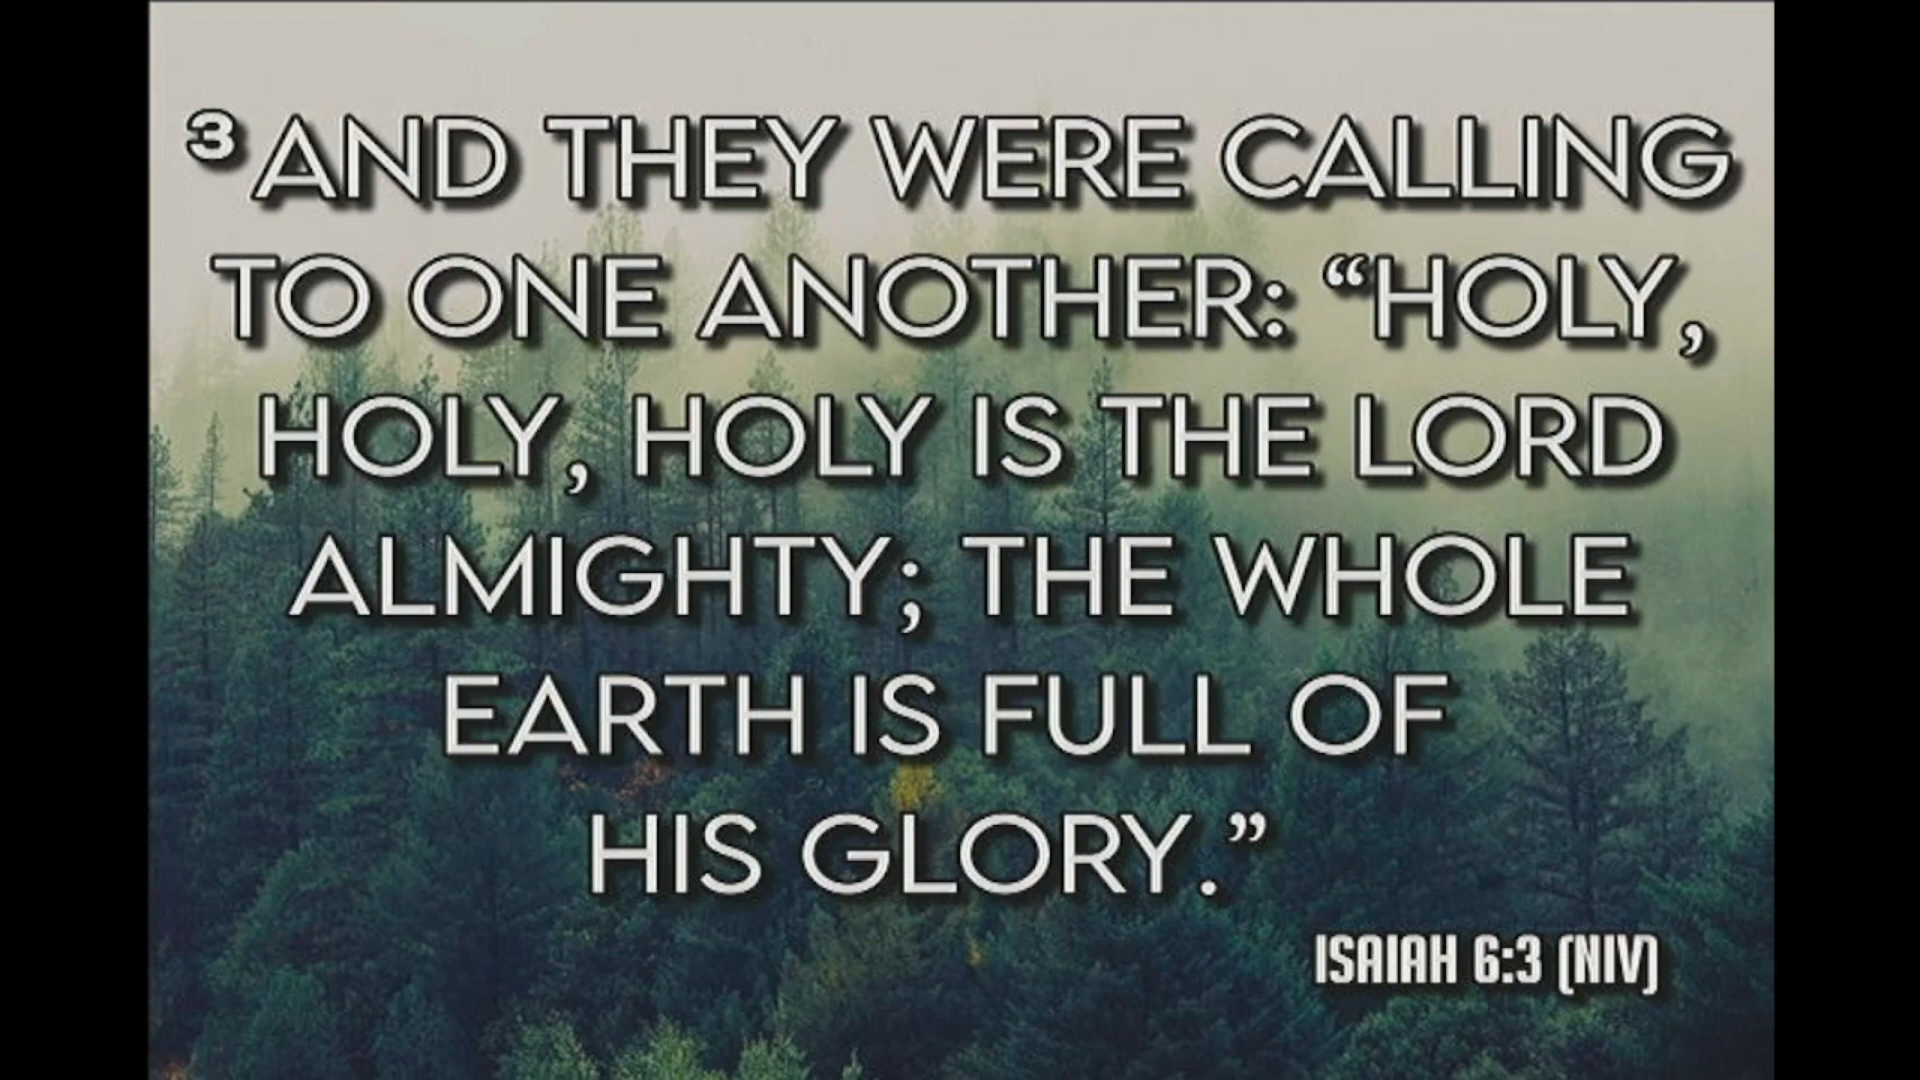 ³ AND THEY WERE CALLING
TO ONE ANOTHER: “HOLY,
HOLY, HOLY IS THE LORD
ALMIGHTY; THE WHOLE
EARTH IS FULL OF
HIS GLORY.”
ISAIAH 6:3 (NIV)